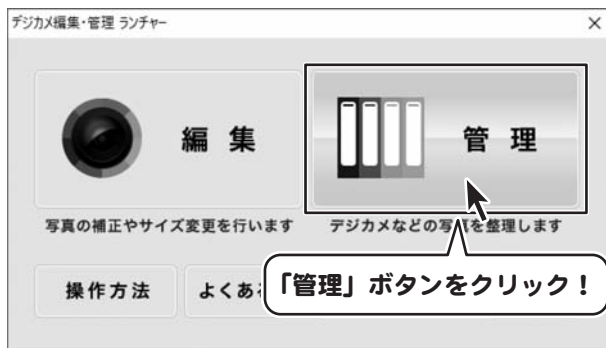 デジカメ編集・管理 ランチャー
編集
管理
写真の補正やサイズ変更を行います
デジカメなどの写真を整理します
操作方法
よくある
「管理」ボタンをクリック！